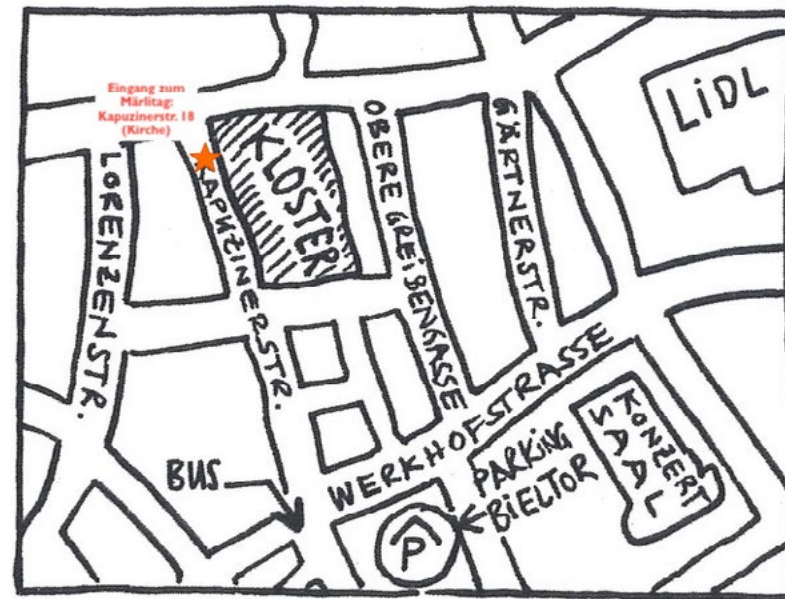 Eingang zum
Märlitag:
Kapuzinerstr. 18
(Kirche)
LIDL
KLOSTER
LORENZENSTR.
KAPUZINERSTR.
OBERE GREIBENGASSE
GÄRTNERSTR.
WERKHOFSTRASSE
BUS
PARKING
BIELTOR
P
KONZERT
SAAL